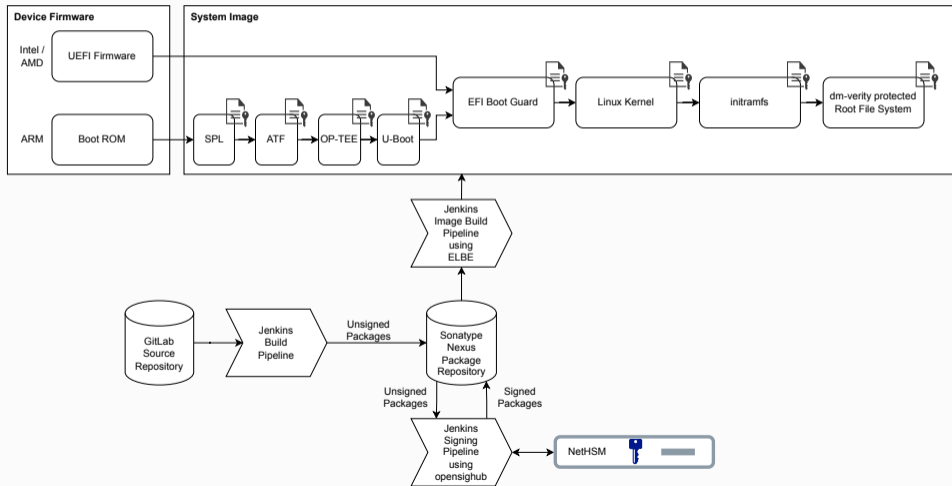 Device Firmware
System Image
Intel /
AMD
UEFI Firmware
EFI Boot Guard
Linux Kernel
initramfs
dm-verity protected
Root File System
ARM
Boot ROM
SPL
ATF
OP-TEE
U-Boot
Jenkins
Image Build
Pipeline
using
ELBE
GitLab
Source
Repository
Jenkins
Build
Pipeline
Unsigned
Packages
Sonatype
Nexus
Package
Repository
Unsigned
Packages
Signed
Packages
Jenkins
Signing
Pipeline
using
opensighub
NetHSM